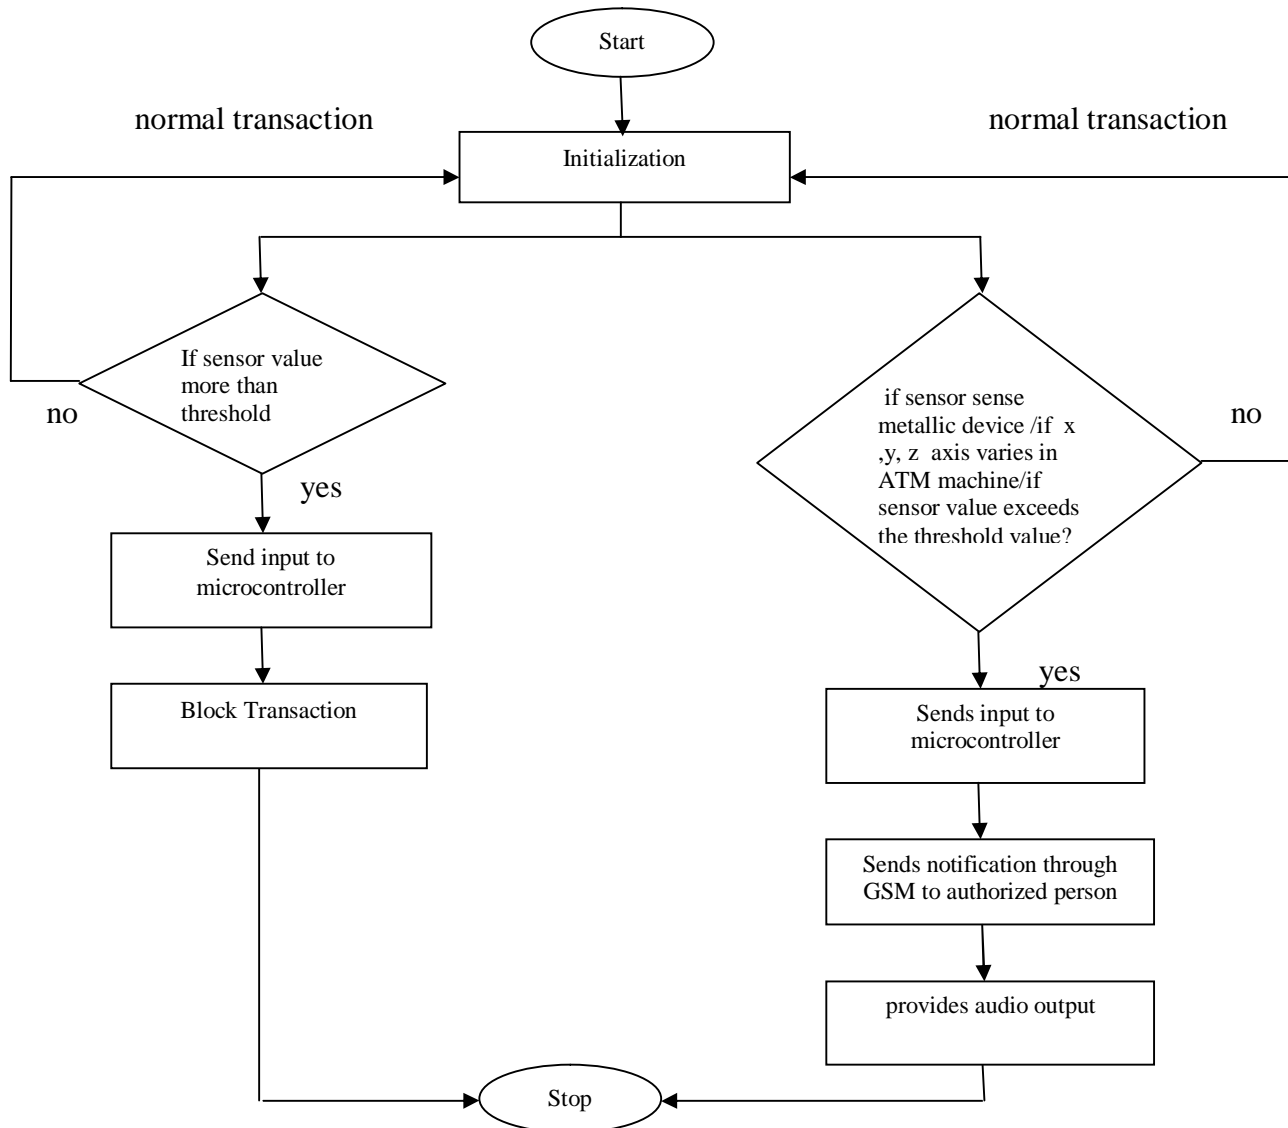 Start
normal transaction
normal transaction
Initialization
If sensor value
more than
threshold
no
yes
Send input to
microcontroller
Block Transaction
if sensor sense
metallic device /if x
,y, z axis varies in
ATM machine/if
sensor value exceeds
the threshold value?
no
yes
Sends input to
microcontroller
Sends notification through
GSM to authorized person
provides audio output
Stop